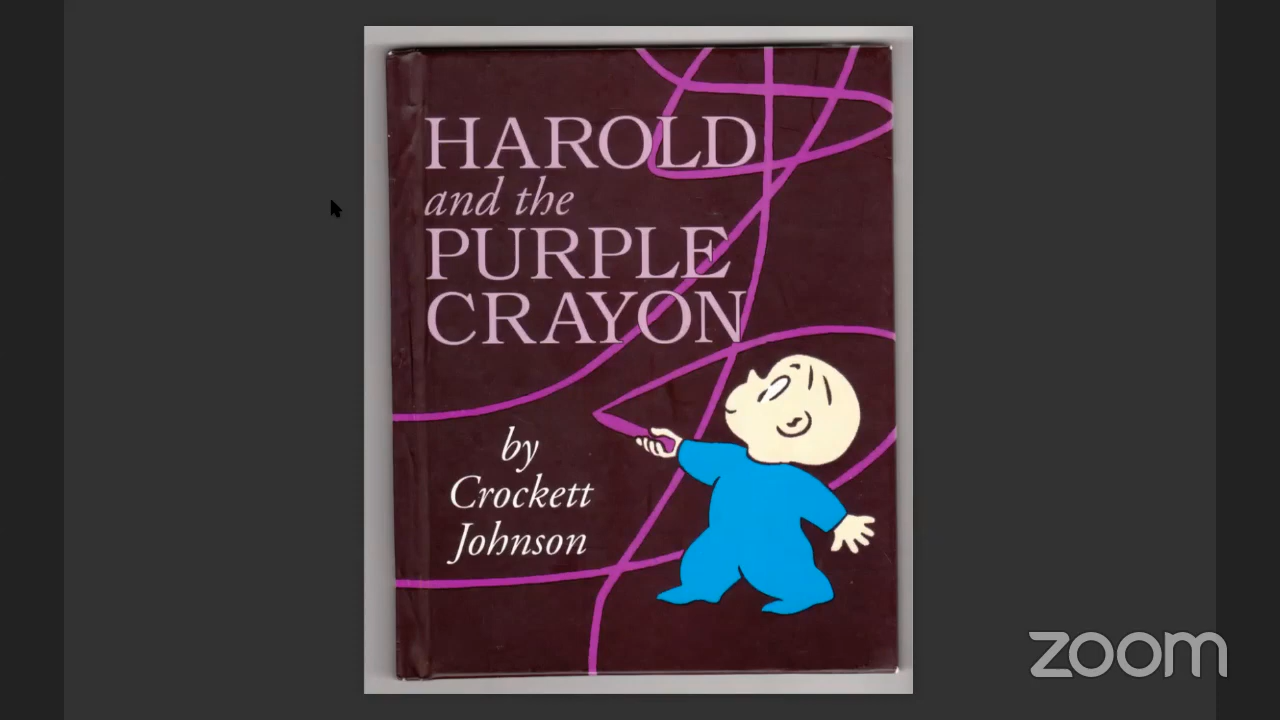 HAROLD
and the
PURPLE
CRAYON
by
Crockett
Johnson
zoom